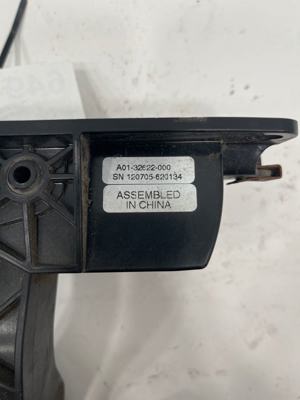 A01-32622-000
SN 120705-620134
ASSEMBLED
IN CHINA